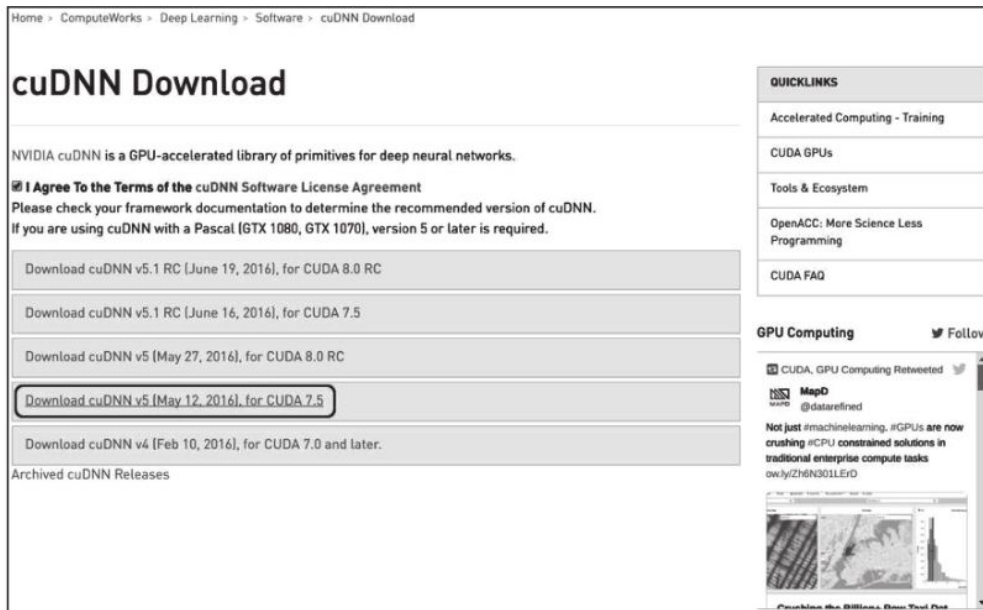 Home > ComputeWorks > Deep Learning > Software > cuDNN Download
cuDNN Download
NVIDIA cuDNN is a GPU-accelerated library of primitives for deep neural networks.
I Agree To the Terms of the cuDNN Software License Agreement
Please check your framework documentation to determine the recommended version of cuDNN.
If you are using cuDNN with a Pascal (GTX 1080, GTX 1070), version 5 or later is required.
Download cuDNN v5.1 RC (June 19, 2016), for CUDA 8.0 RC
Download cuDNN v5.1 RC (June 16, 2016), for CUDA 7.5
Download cuDNN v5 (May 27, 2016), for CUDA 8.0 RC
Download cuDNN v5 (May 12, 2016), for CUDA 7.5
Download cuDNN v4 (Feb 10, 2016), for CUDA 7.0 and later.
Archived cuDNN Releases
QUICKLINKS
Accelerated Computing - Training
CUDA GPUs
Tools & Ecosystem
OpenACC: More Science Less
Programming
CUDA FAQ
GPU Computing
Follow
CUDA, GPU Computing Retweeted
MapD
@datarefined
Not just #machinelearning. #GPUs are now
crushing #CPU constrained solutions in
traditional enterprise compute tasks
ow.ly/Zh6N301LErD